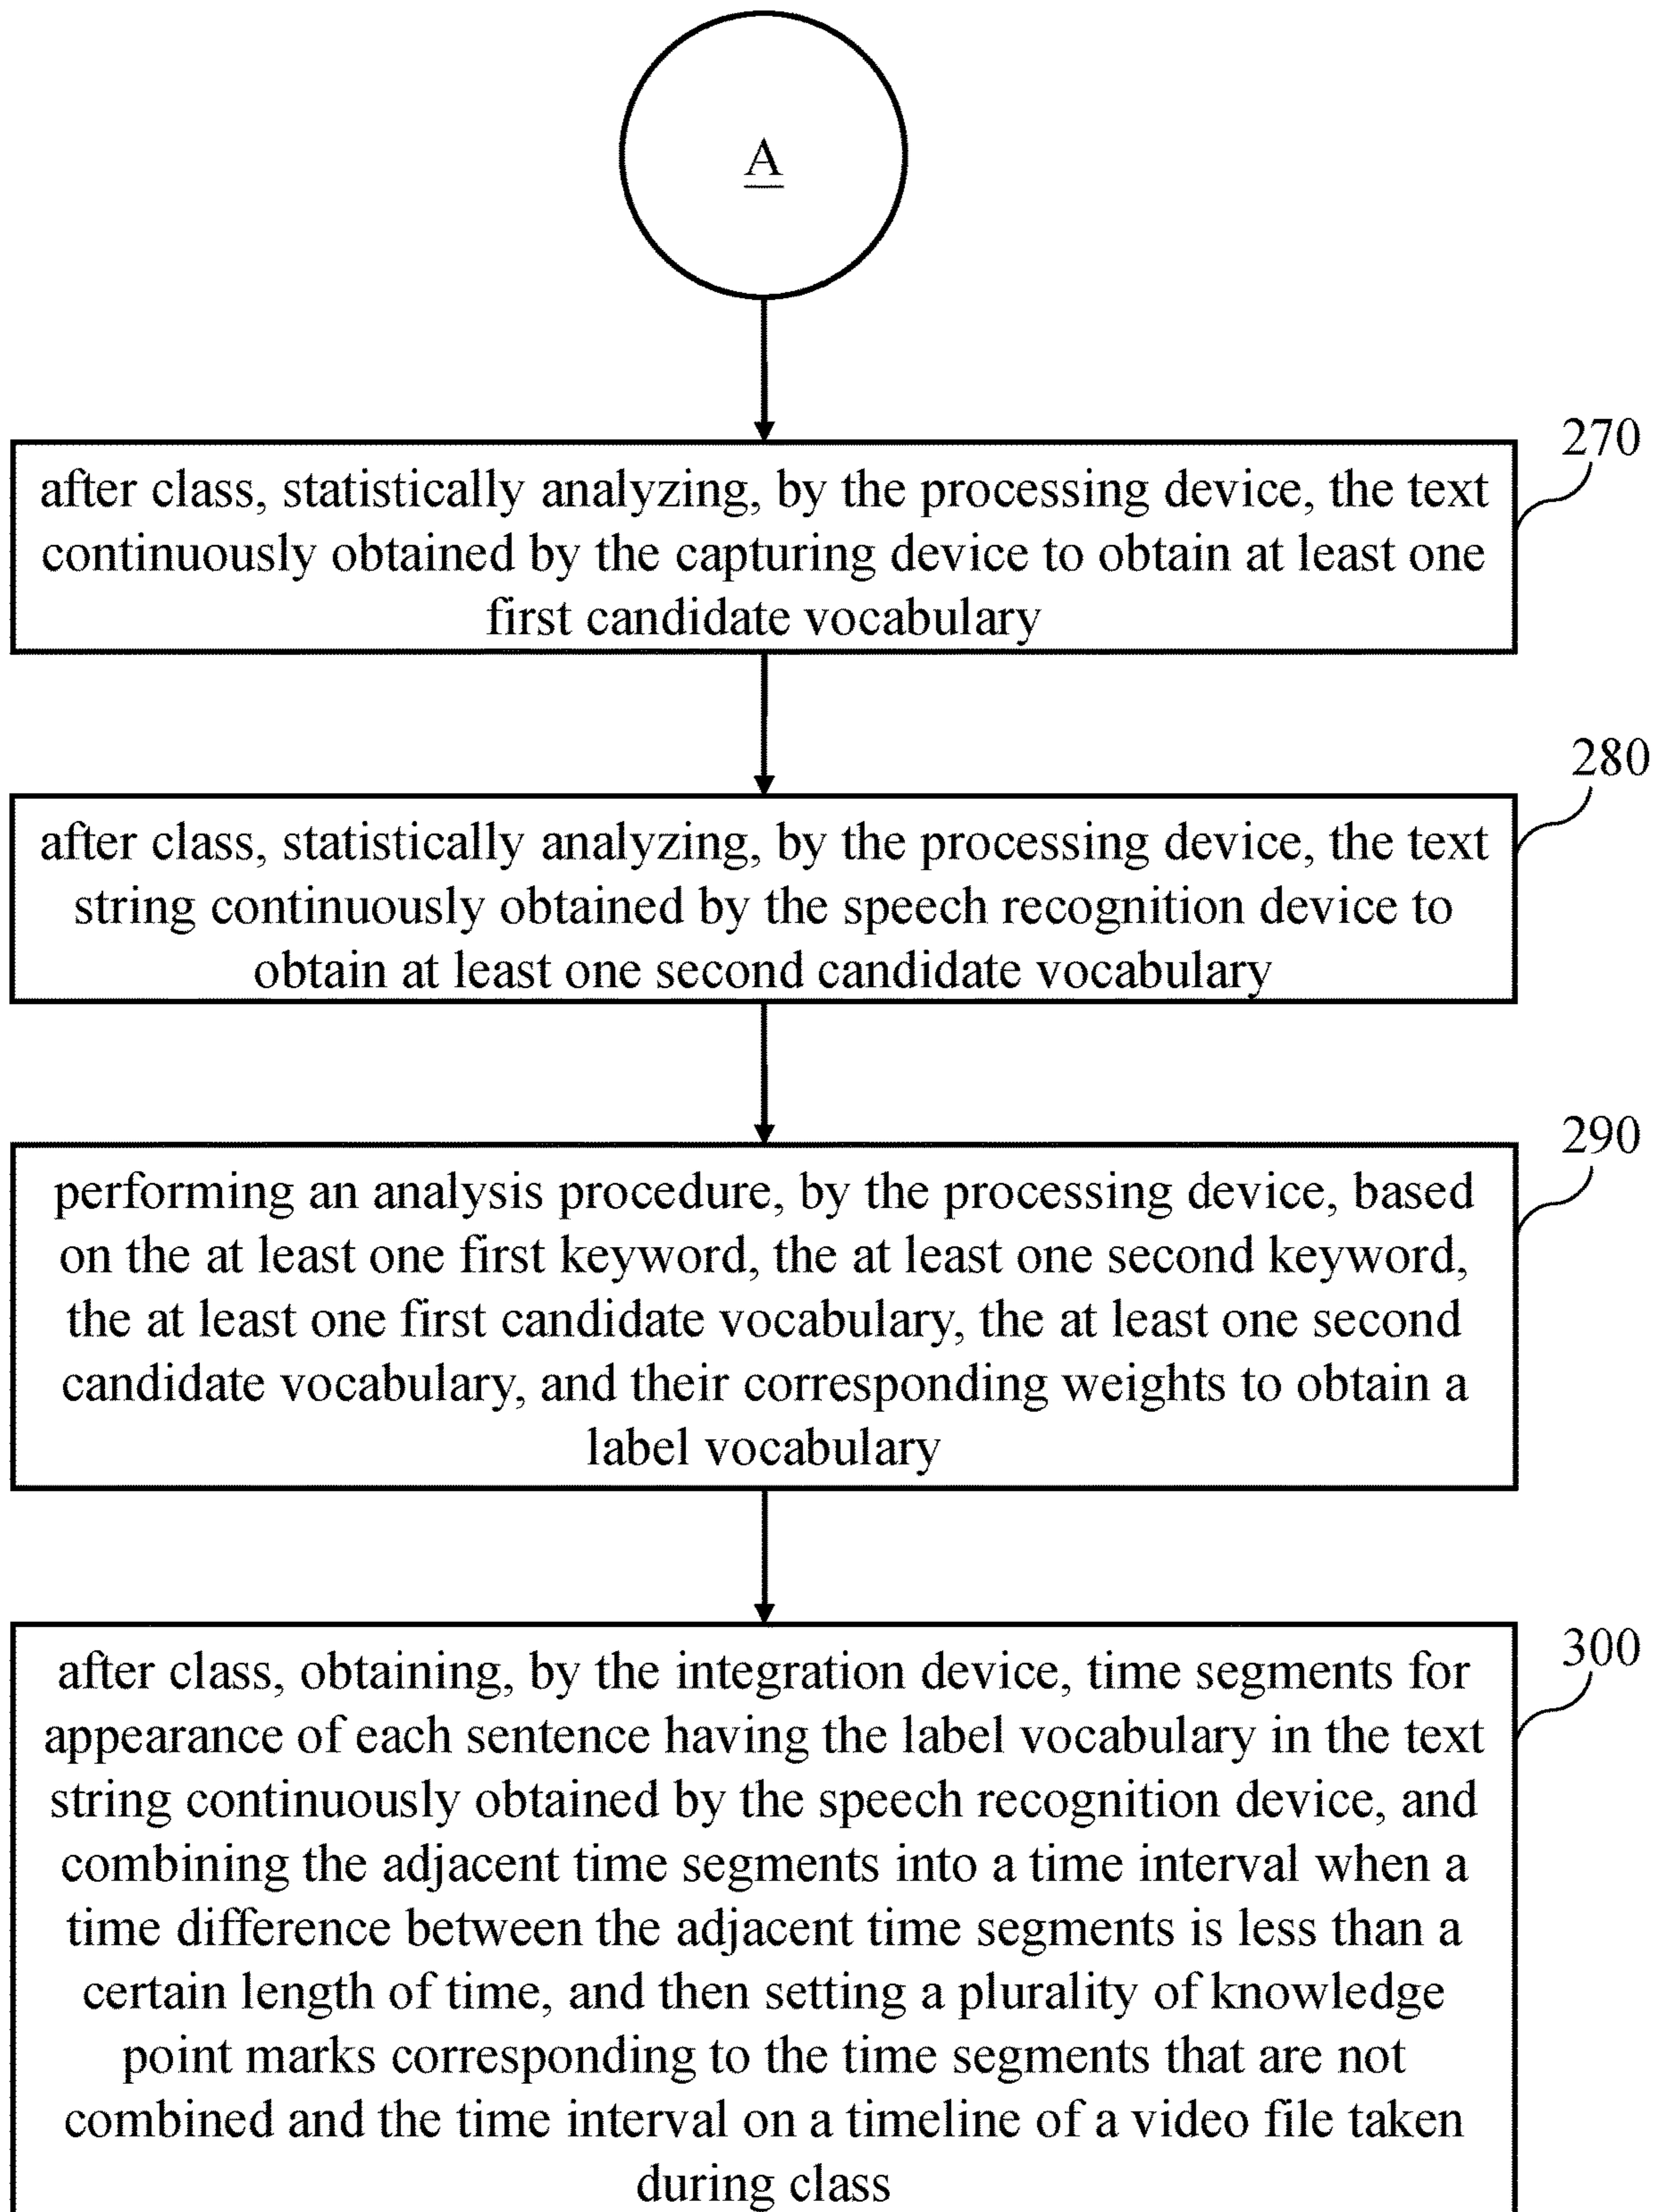 A
270
after class, statistically analyzing, by the processing device, the text
continuously obtained by the capturing device to obtain at least one
first candidate vocabulary
280
after class, statistically analyzing, by the processing device, the text
string continuously obtained by the speech recognition device to
obtain at least one second candidate vocabulary
290
performing an analysis procedure, by the processing device, based
on the at least one first keyword, the at least one second keyword,
the at least one first candidate vocabulary, the at least one second
candidate vocabulary, and their corresponding weights to obtain a
label vocabulary
300
after class, obtaining, by the integration device, time segments for
appearance of each sentence having the label vocabulary in the text
string continuously obtained by the speech recognition device, and
combining the adjacent time segments into a time interval when a
time difference between the adjacent time segments is less than a
certain length of time, and then setting a plurality of knowledge
point marks corresponding to the time segments that are not
combined and the time interval on a timeline of a video file taken
during class